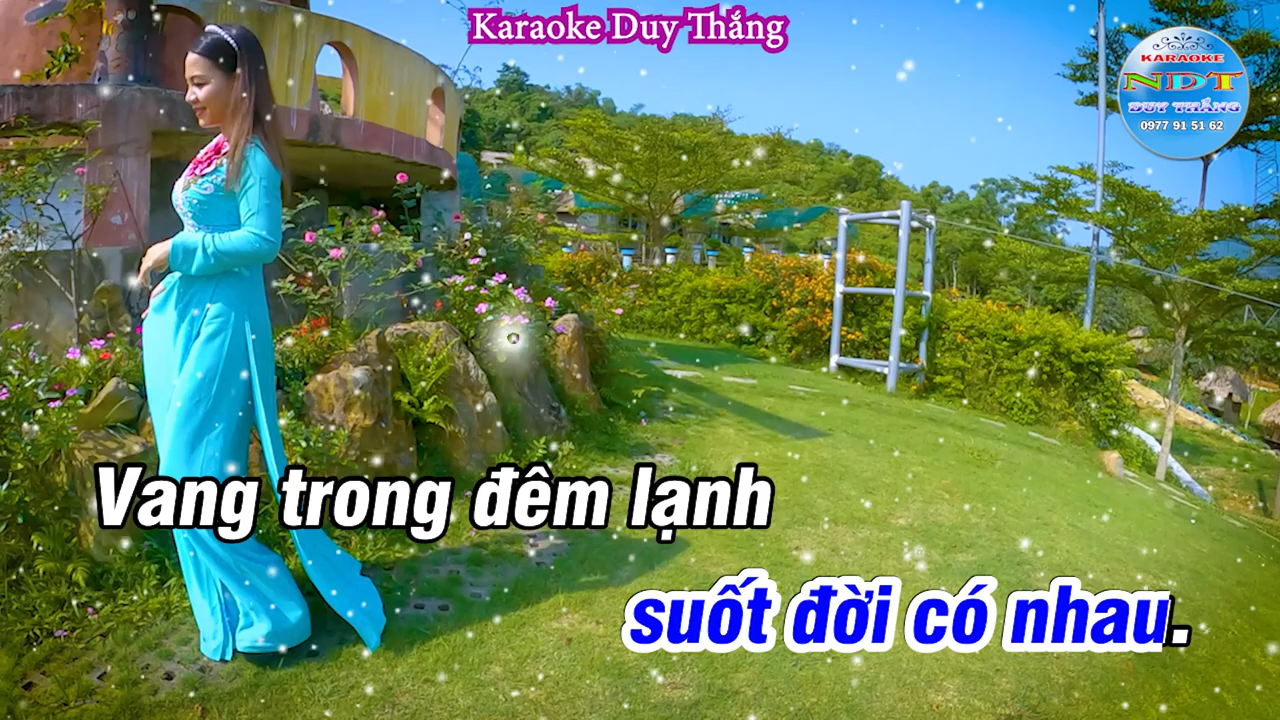 Karaoke Duy Thắng
KARAOKE
NDT
DUY THẮNG
0977 91 51 62
Vang trong đêm lạnh
suốt đời có nhau.